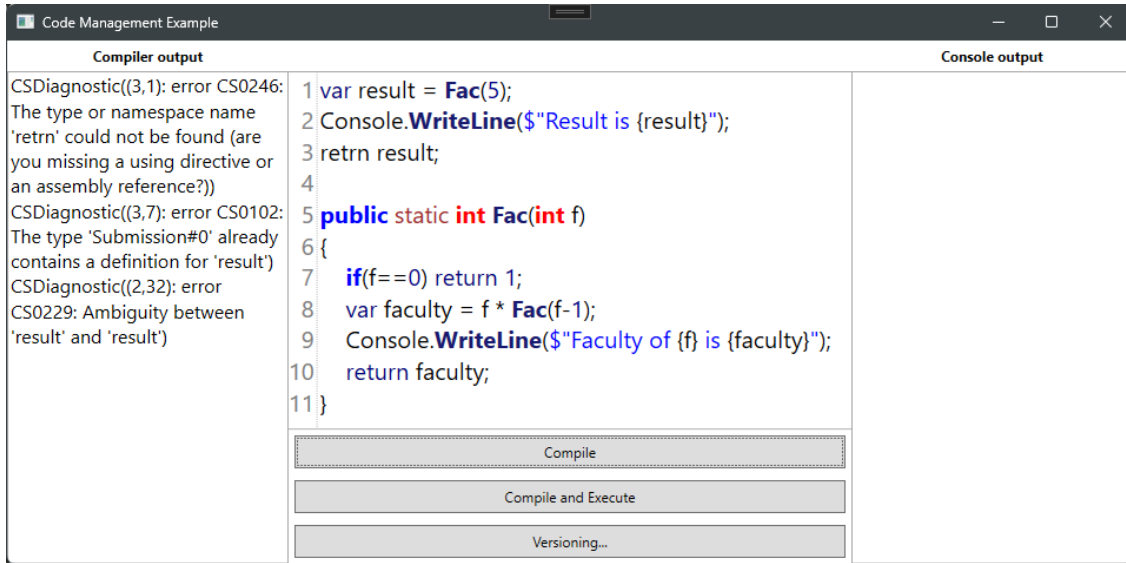 Code Management Example
Compiler output
Console output
CSDiagnostic((3,1): error CS0246:
The type or namespace name
'retrn' could not be found (are
you missing a using directive or
an assembly reference?))
CSDiagnostic((3,7): error CS0102:
The type 'Submission#0' already
contains a definition for 'result')
CSDiagnostic((2,32): error
CS0229: Ambiguity between
'result' and 'result')
1 var result = Fac(5);
2 Console.WriteLine($"Result is {result}");
3 retrn result;
4
5 public static int Fac(int f)
6 {
7     if(f==0) return 1;
8     var faculty = f * Fac(f-1);
9     Console.WriteLine($"Faculty of {f} is {faculty}");
10     return faculty;
11 }
Compile
Compile and Execute
Versioning...